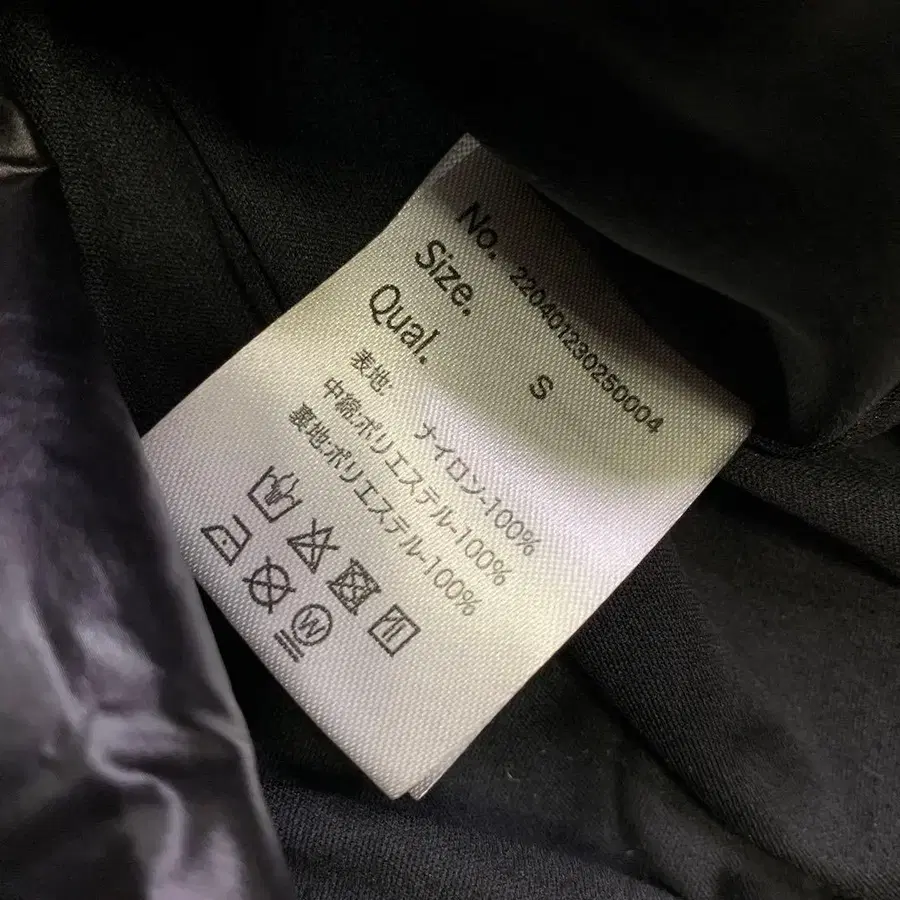 No. 220401230250004
Size. S
Qual.
表地: ナイロン-100%
中綿:ポリエステル-100%
裏地:ポリエステル-100%
W